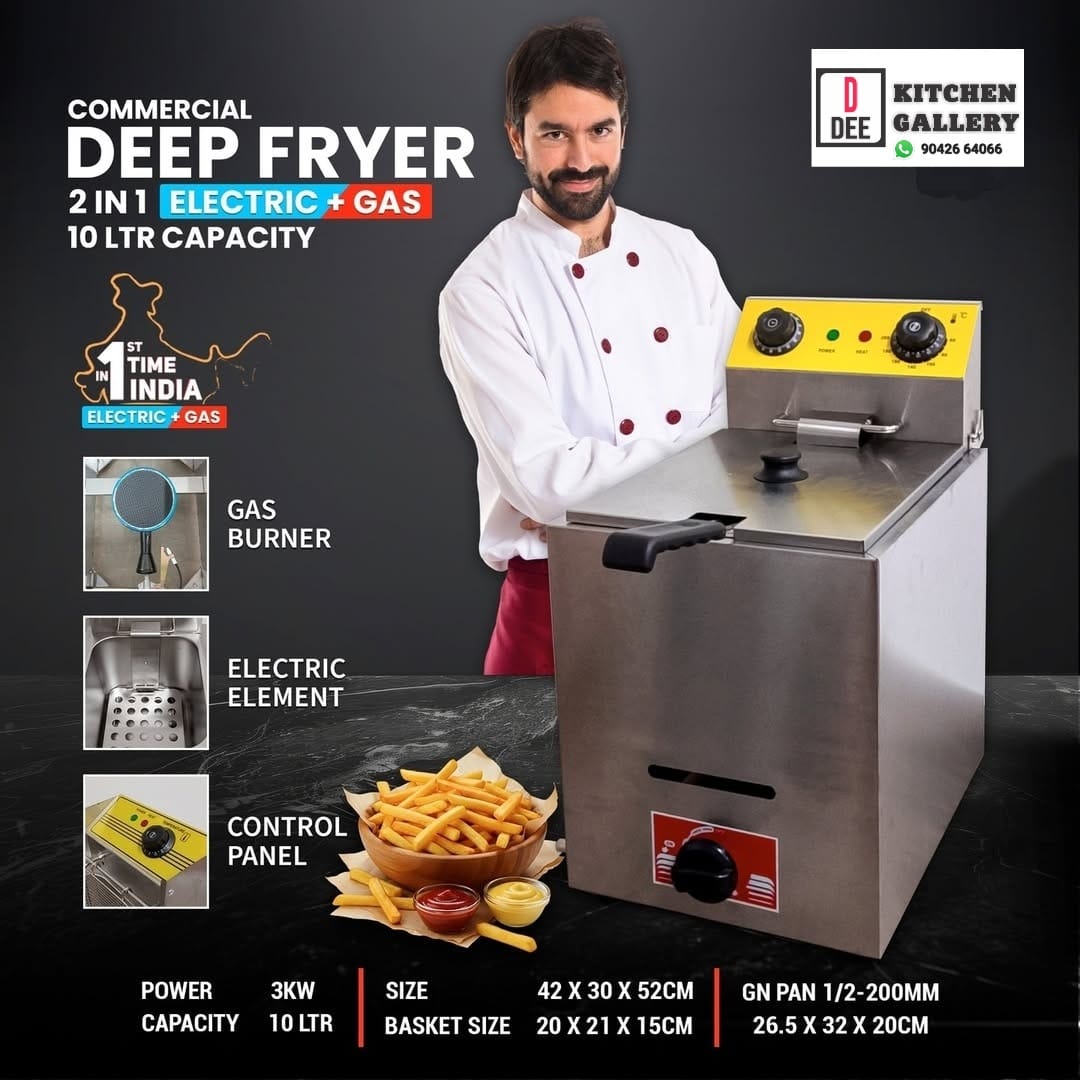 COMMERCIAL
DEEP FRYER
2 IN 1 ELECTRIC + GAS
10 LTR CAPACITY
D
DEE
KITCHEN
GALLERY
90426 64066
IN 1ST TIME
INDIA
ELECTRIC + GAS
GAS
BURNER
ELECTRIC
ELEMENT
CONTROL
PANEL
POWER
HEAT
OFF
°C
POWER 3KW
CAPACITY 10 LTR
SIZE 42 X 30 X 52CM
BASKET SIZE 20 X 21 X 15CM
GN PAN 1/2-200MM
26.5 X 32 X 20CM